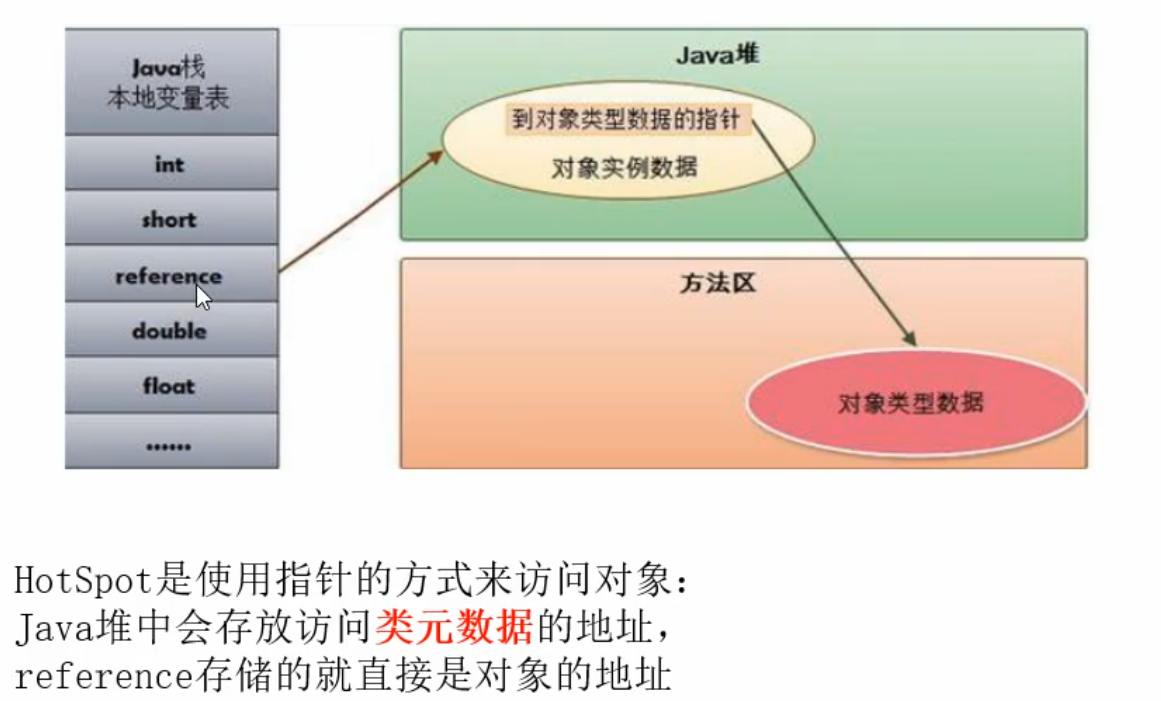 Java栈
本地变量表
int
short
reference
double
float
......
Java堆
到对象类型数据的指针
对象实例数据
方法区
对象类型数据
HotSpot是使用指针的方式来访问对象：
Java堆中会存放访问类元数据的地址，
reference存储的就直接是对象的地址